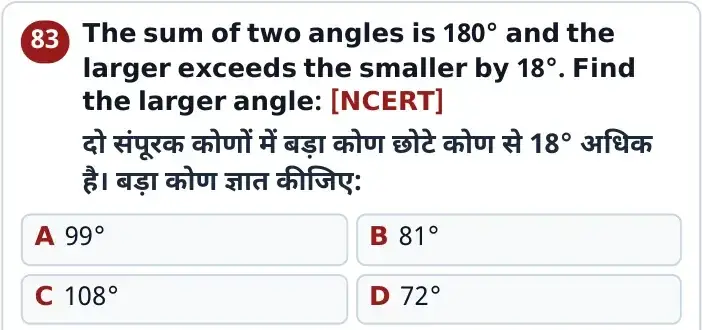 83 The sum of two angles is 180° and the
larger exceeds the smaller by 18°. Find
the larger angle: [NCERT]
दो संपूरक कोणों में बड़ा कोण छोटे कोण से 18° अधिक
है। बड़ा कोण ज्ञात कीजिए:
A 99°
B 81°
C 108°
D 72°